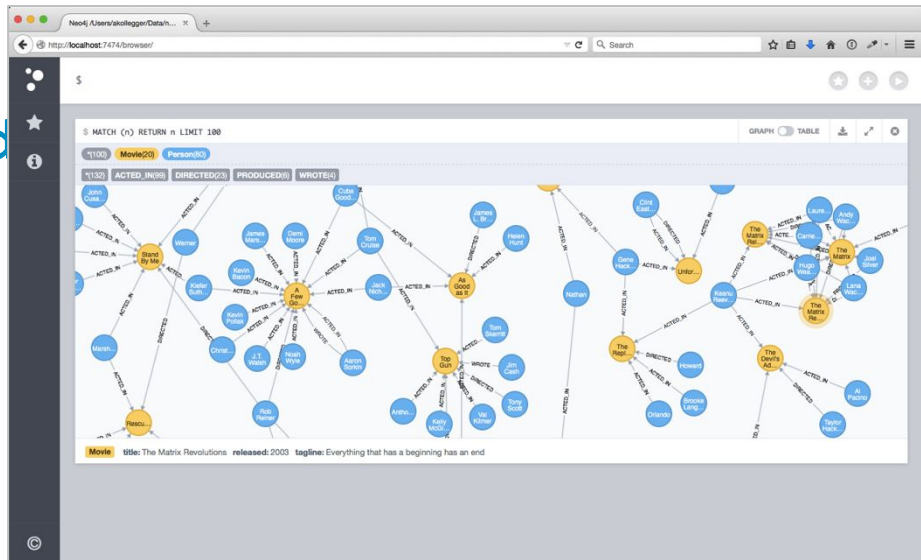 Neo4j /Users/akollegger/Data/n...
http://localhost:7474/browser/
Search
$
$ MATCH (n) RETURN n LIMIT 100
GRAPH TABLE
*(100) Movie(20) Person(80)
*(132) ACTED_IN(99) DIRECTED(23) PRODUCED(6) WROTE(4)
John Cusa...
Stand By Me
Werner
Kiefer Suth...
Marsh...
Rescu...
Rob Reiner
Christ...
James Mars...
Demi Moore
Kevin Bacon
Kevin Pollak
J.T. Walsh
Noah Wyle
Aaron Sorkin
A Few Go...
Cuba Good...
Tom Cruise
Jack Nich...
As Good as It
James L. Br...
Helen Hunt
Top Gun
Tom Skerritt
Jim Cash
Tony Scott
Val Kilmer
Kelly McGi...
Antho...
Nathan
Clint East...
Gene Hack...
Unfor...
The Repl...
Howard
Brooke Lang...
Orlando
Keanu Reev...
The Matrix Rel...
Laure...
Andy Wac...
Carrie...
The Matrix
Joel Silver
Hugo Wea...
Lana Wac...
The Matrix Re...
The Devil's Ad...
Al Pacino
Taylor Hack...
ACTED_IN
DIRECTED
WROTE
Movie title: The Matrix Revolutions released: 2003 tagline: Everything that has a beginning has an end